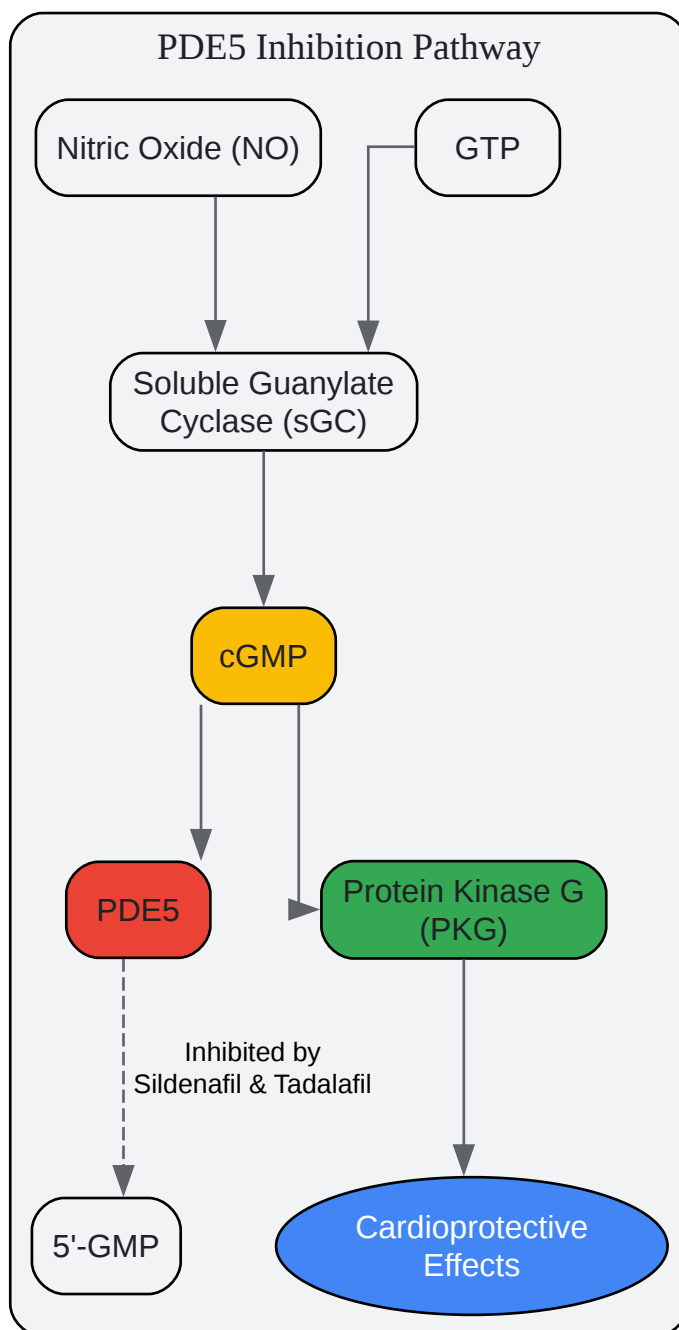 PDE5 Inhibition Pathway
Nitric Oxide (NO)
GTP
Soluble Guanylate
Cyclase (sGC)
cGMP
PDE5
Protein Kinase G
(PKG)
Inhibited by
Sildenafil & Tadalafil
5'-GMP
Cardioprotective
Effects